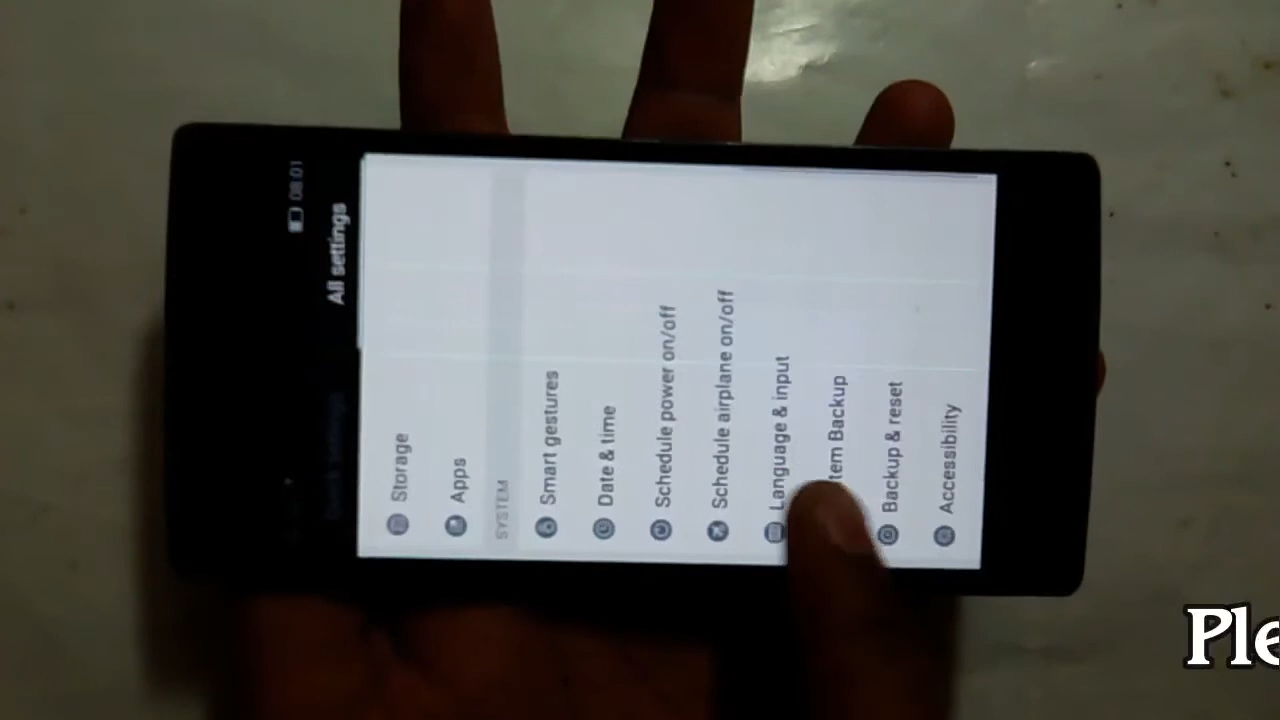 08:01
All settings
Storage
Apps
SYSTEM
Smart gestures
Date & time
Schedule power on/off
Schedule airplane on/off
Language & input
tem Backup
Backup & reset
Accessibility
Ple